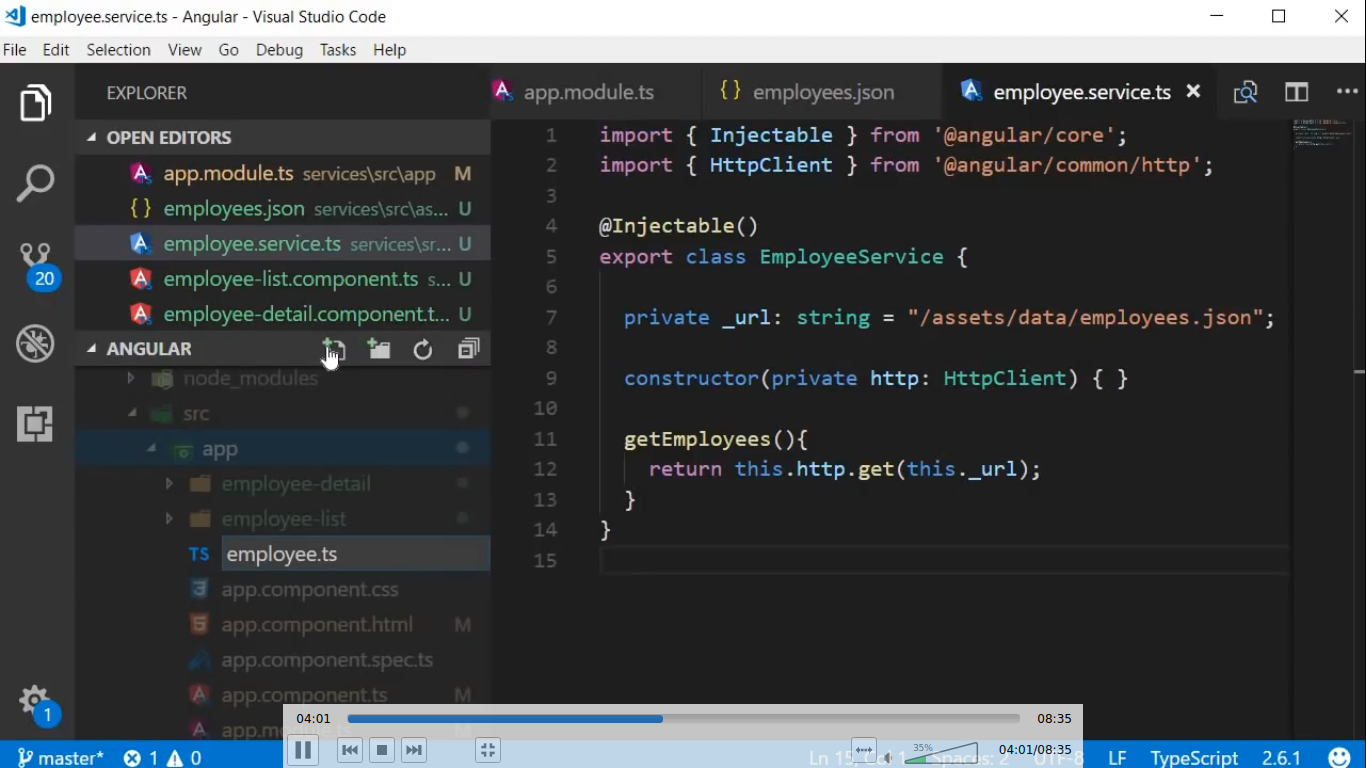 employee.service.ts - Angular - Visual Studio Code
File Edit Selection View Go Debug Tasks Help
EXPLORER
app.module.ts
employees.json
employee.service.ts
OPEN EDITORS
app.module.ts services\src\app M
{ } employees.json services\src\as... U
employee.service.ts services\sr... U
employee-list.component.ts s... U
employee-detail.component.t... U
20
ANGULAR
node_modules
src
app
employee-detail
employee-list
TS employee.ts
app.component.css
app.component.html M
app.component.spec.ts
app.component.ts M
1
1 import { Injectable } from '@angular/core';
2 import { HttpClient } from '@angular/common/http';
3
4 @Injectable()
5 export class EmployeeService {
6
7 private _url: string = "/assets/data/employees.json";
8
9 constructor(private http: HttpClient) { }
10
11 getEmployees(){
12 return this.http.get(this._url);
13 }
14 }
15
04:01 08:35
35% 04:01/08:35
master* 1 0 Ln 15, Col 1 Spaces: 2 UTF-8 LF TypeScript 2.6.1